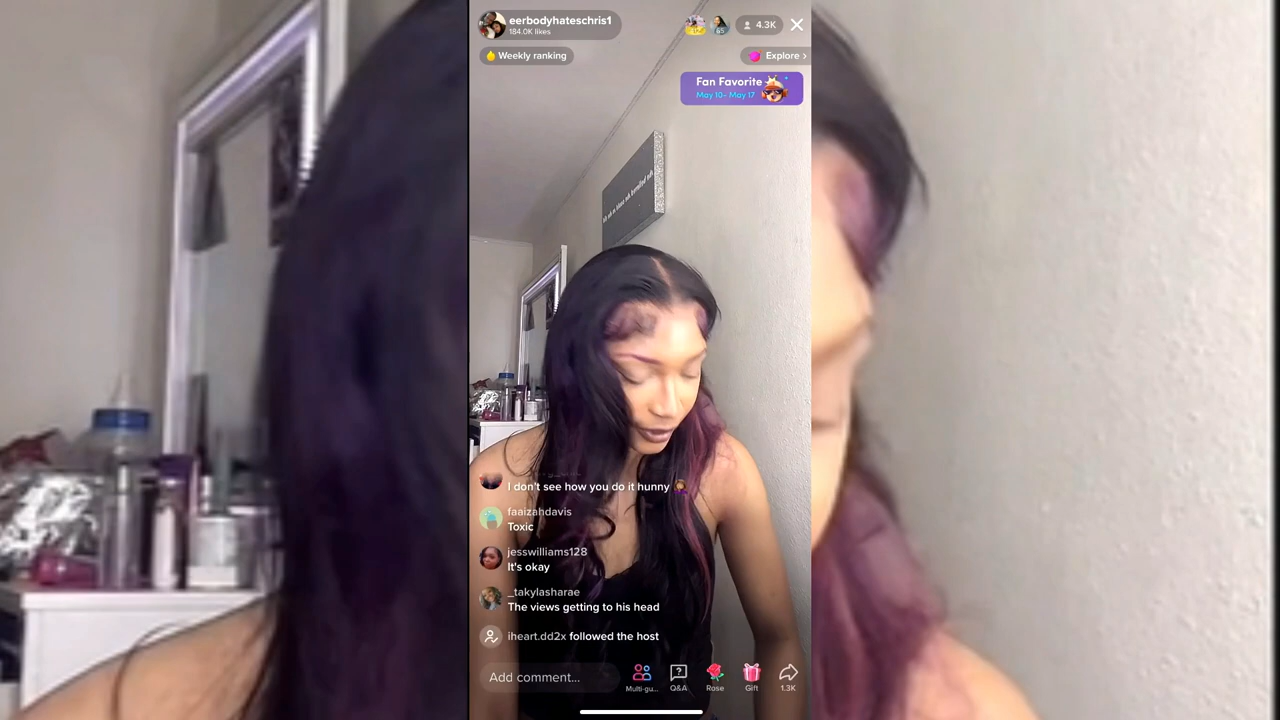 eerbodyhateschris1
184.0K likes
4.3K
Weekly ranking
Explore >
Fan Favorite
May 10- May 17
I don't see how you do it hunny
faaizahdavis
Toxic
jesswilliams128
It's okay
_takylasharae
The views getting to his head
iheart.dd2x followed the host
Add comment...
Multi-gu...
Q&A
Rose
Gift
1.3K